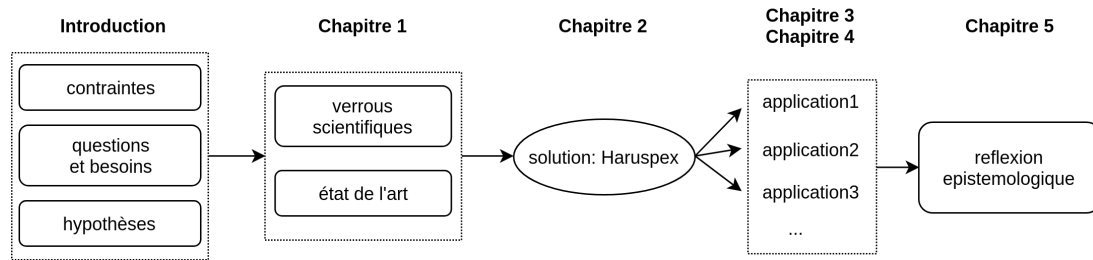 Introduction
contraintes
questions
et besoins
hypothèses
Chapitre 1
verrous
scientifiques
état de l'art
Chapitre 2
solution: Haruspex
Chapitre 3
Chapitre 4
application1
application2
application3
...
Chapitre 5
reflexion
epistemologique